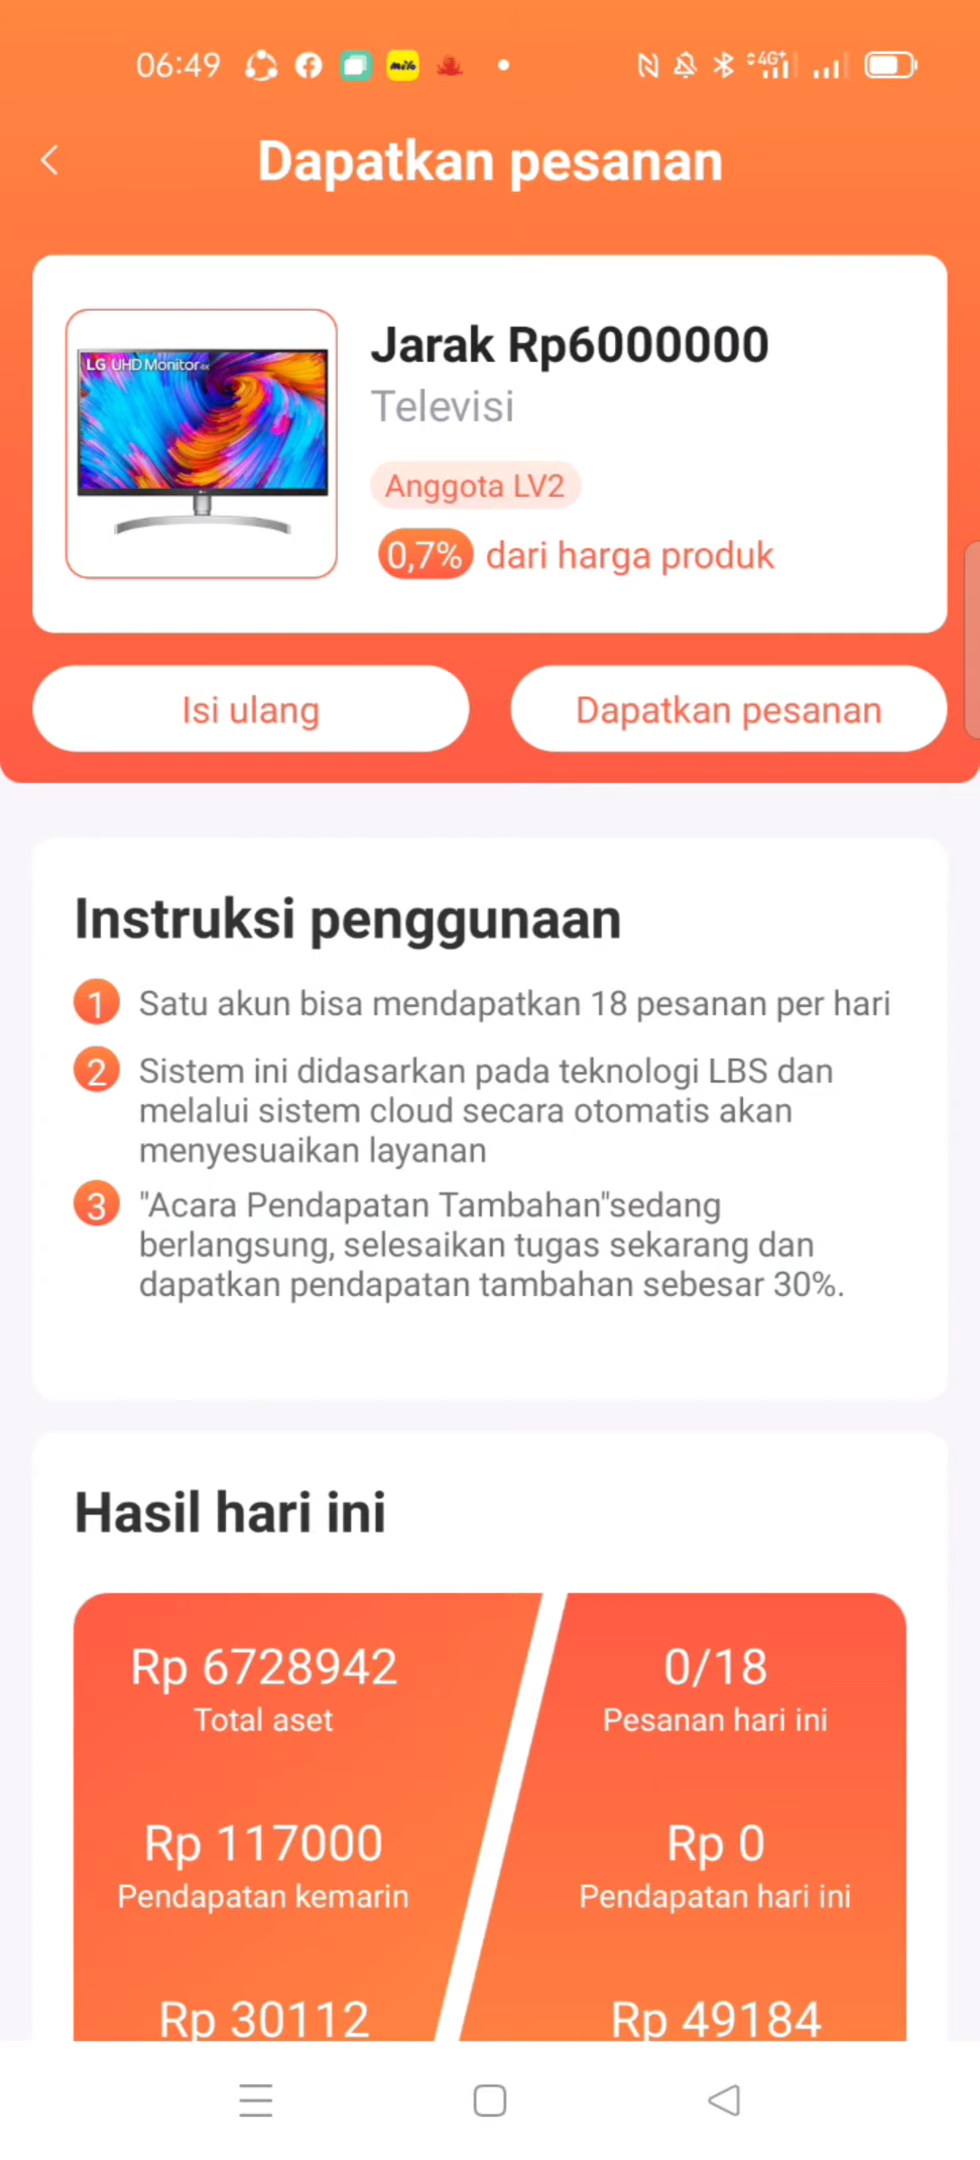 06:49
4G+
Dapatkan pesanan
LG UHD Monitor 4K
Jarak Rp6000000
Televisi
Anggota LV2
0,7% dari harga produk
Isi ulang
Dapatkan pesanan
Instruksi penggunaan
1 Satu akun bisa mendapatkan 18 pesanan per hari
2 Sistem ini didasarkan pada teknologi LBS dan
melalui sistem cloud secara otomatis akan
menyesuaikan layanan
3 "Acara Pendapatan Tambahan"sedang
berlangsung, selesaikan tugas sekarang dan
dapatkan pendapatan tambahan sebesar 30%.
Hasil hari ini
Rp 6728942
Total aset
0/18
Pesanan hari ini
Rp 117000
Pendapatan kemarin
Rp 0
Pendapatan hari ini
Rp 30112
Rp 49184